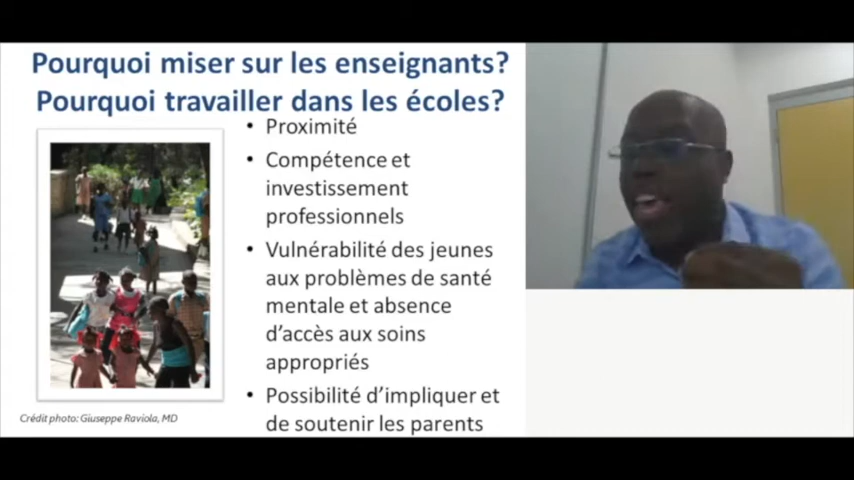 Pourquoi miser sur les enseignants?
Pourquoi travailler dans les écoles?
• Proximité
• Compétence et
investissement
professionnels
• Vulnérabilité des jeunes
aux problèmes de santé
mentale et absence
d'accès aux soins
appropriés
• Possibilité d'impliquer et
de soutenir les parents
Crédit photo: Giuseppe Raviola, MD